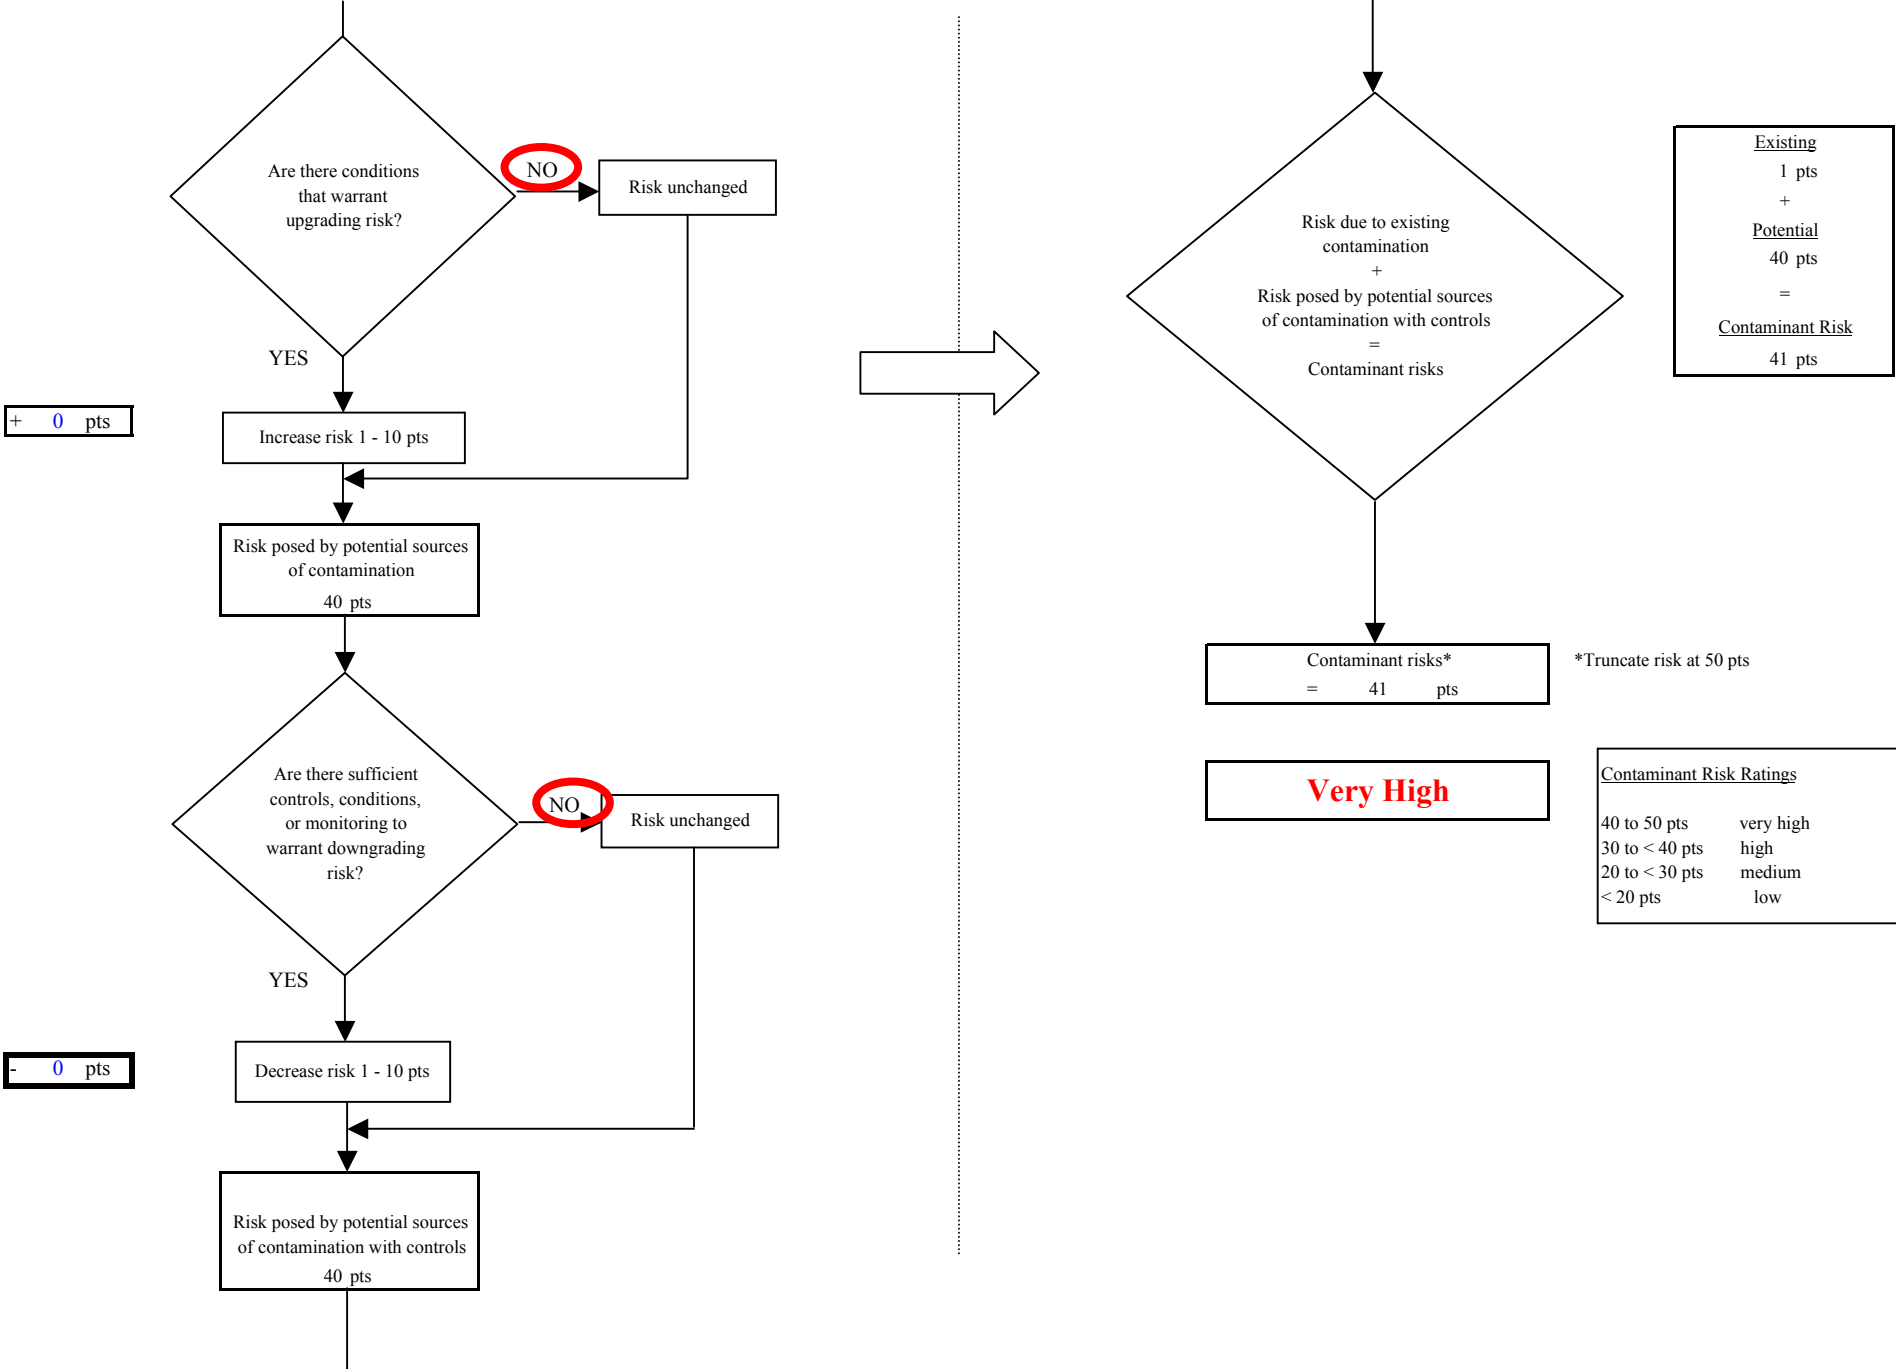 Are there conditions
that warrant
upgrading risk?
NO
Risk unchanged
YES
+ 0 pts
Increase risk 1 - 10 pts
Risk posed by potential sources
of contamination
40 pts
Are there sufficient
controls, conditions,
or monitoring to
warrant downgrading
risk?
NO
Risk unchanged
YES
- 0 pts
Decrease risk 1 - 10 pts
Risk posed by potential sources
of contamination with controls
40 pts
Risk due to existing
contamination
+
Risk posed by potential sources
of contamination with controls
=
Contaminant risks
Existing
1 pts
+
Potential
40 pts
=
Contaminant Risk
41 pts
Contaminant risks*
= 41 pts
*Truncate risk at 50 pts
Very High
Contaminant Risk Ratings
40 to 50 pts very high
30 to < 40 pts high
20 to < 30 pts medium
< 20 pts low